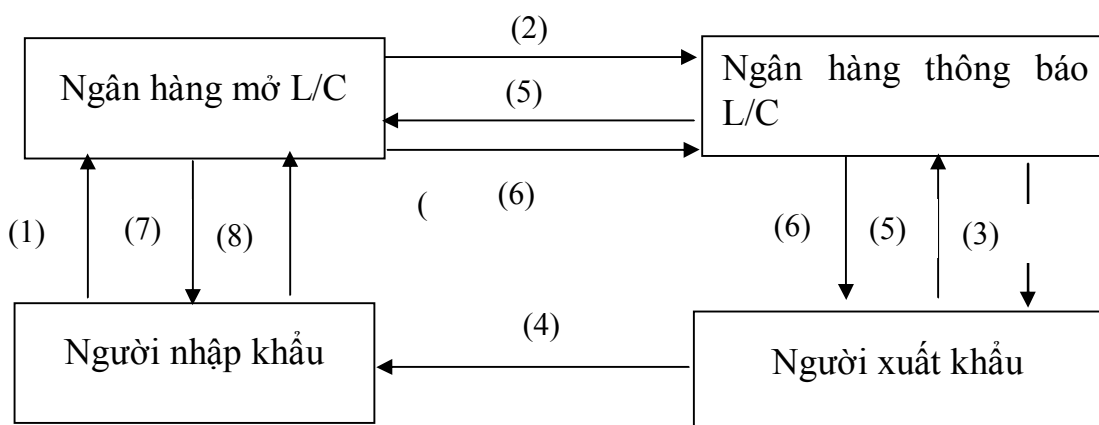 (2)
Ngân hàng mở L/C
Ngân hàng thông báo
L/C
(5)
(
(6)
(1)
(7)
(8)
(6)
(5)
(3)
(4)
Người nhập khẩu
Người xuất khẩu